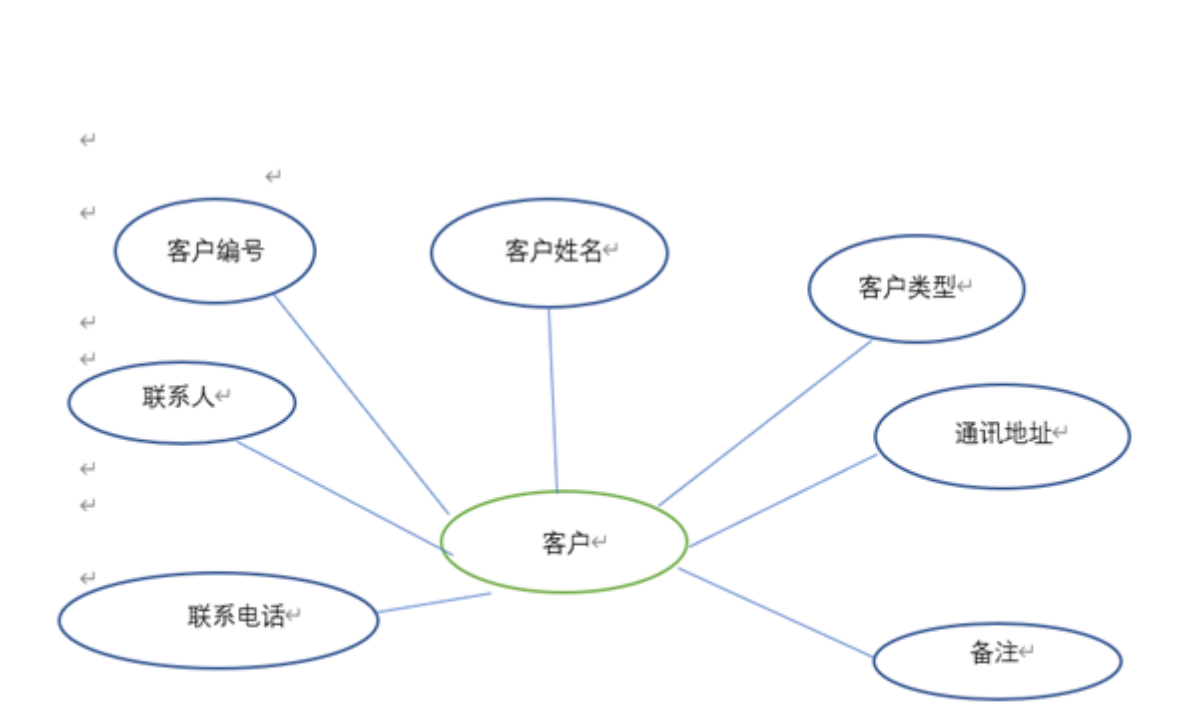 客户编号
客户姓名
客户类型
联系人
通讯地址
客户
联系电话
备注